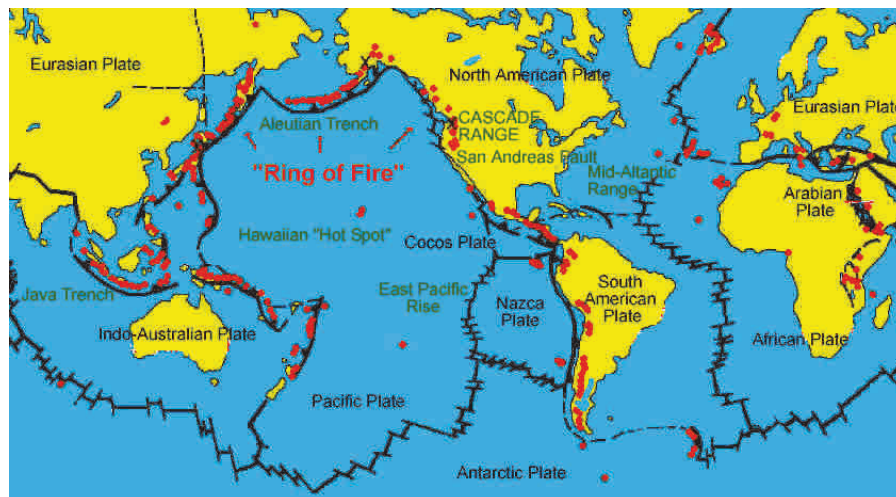 Eurasian Plate
North American Plate
Eurasian Plate
Aleutian Trench
CASCADE
RANGE
San Andreas Fault
"Ring of Fire"
Mid-Altaptic
Range
Arabian
Plate
Hawaiian "Hot Spot"
Cocos Plate
Java Trench
East Pacific
Rise
Nazca
Plate
South
American
Plate
Indo-Australian Plate
African Plate
Pacific Plate
Antarctic Plate